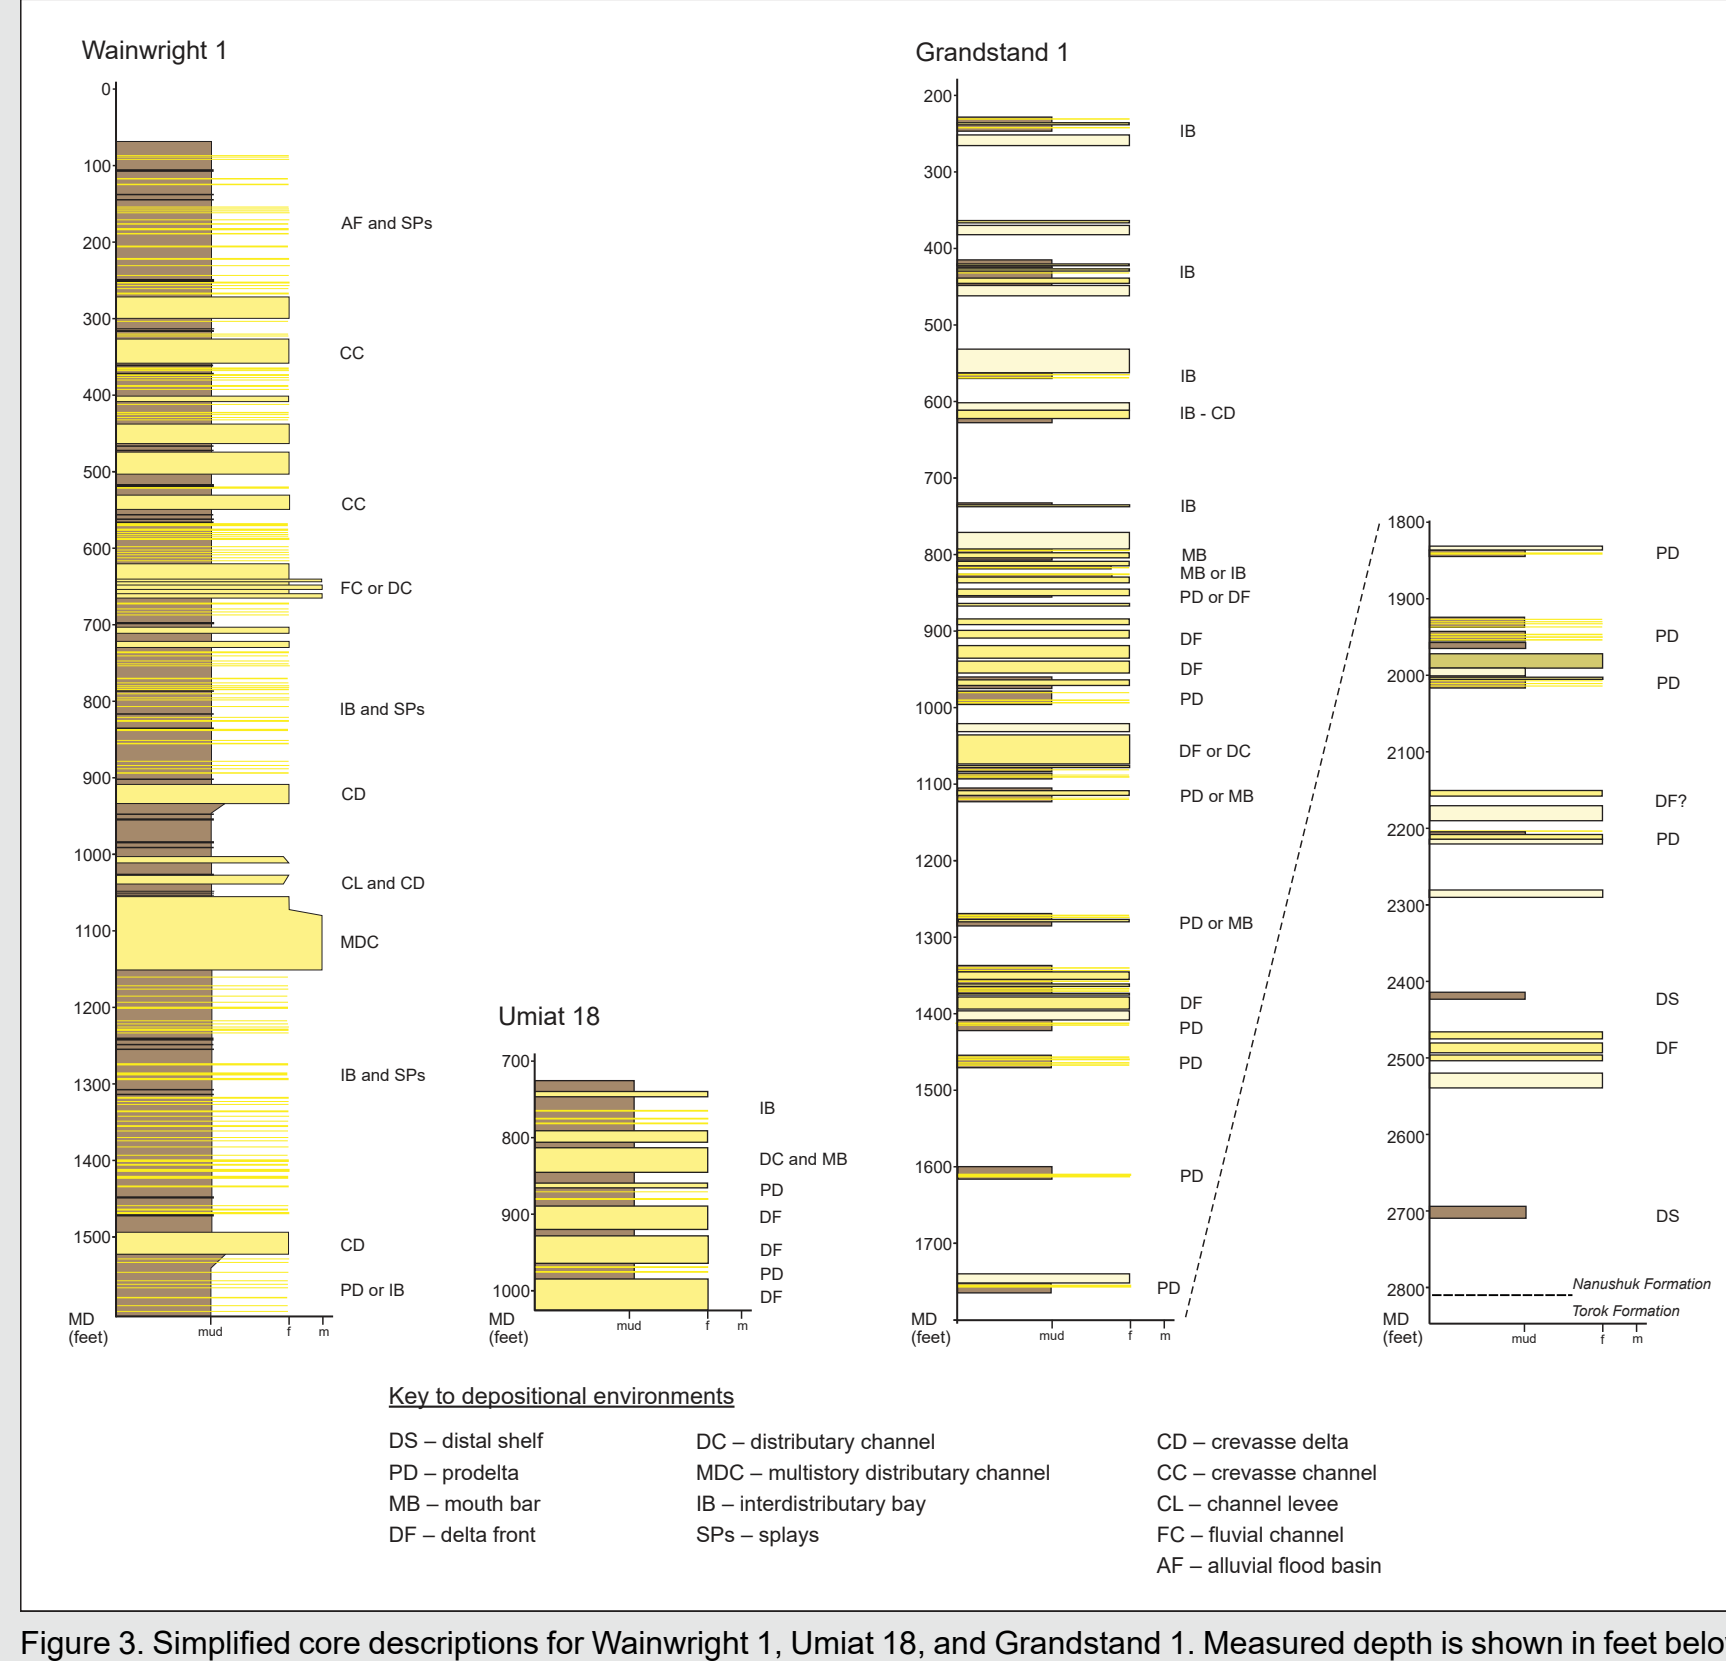 Wainwright 1
0
100
200
300
400
500
600
700
800
900
1000
1100
1200
1300
1400
1500
MD
(feet)
mud
f
m
AF and SPs
CC
CC
FC or DC
IB and SPs
CD
CL and CD
MDC
IB and SPs
CD
PD or IB
Umiat 18
700
800
900
1000
MD
(feet)
mud
f
m
IB
DC and MB
PD
DF
DF
PD
DF
Grandstand 1
200
300
400
500
600
700
800
900
1000
1100
1200
1300
1400
1500
1600
1700
MD
(feet)
mud
f
m
IB
IB
IB
IB - CD
IB
MB
MB or IB
PD or DF
DF
DF
PD
DF or DC
PD or MB
PD or MB
DF
PD
PD
PD
PD
1800
1900
2000
2100
2200
2300
2400
2500
2600
2700
2800
MD
(feet)
mud
f
m
PD
PD
PD
DF?
PD
DS
DF
DS
Nanushuk Formation
Torok Formation
Key to depositional environments
DS – distal shelf
PD – prodelta
MB – mouth bar
DF – delta front
DC – distributary channel
MDC – multistory distributary channel
IB – interdistributary bay
SPs – splays
CD – crevasse delta
CC – crevasse channel
CL – channel levee
FC – fluvial channel
AF – alluvial flood basin
Figure 3. Simplified core descriptions for Wainwright 1, Umiat 18, and Grandstand 1. Measured depth is shown in feet